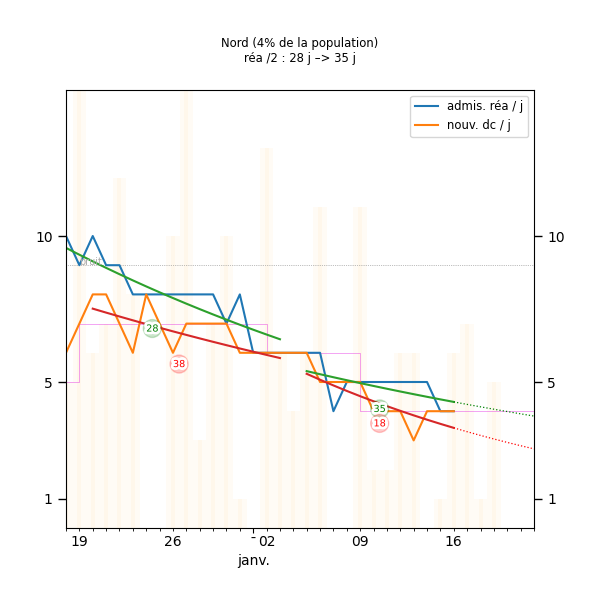 Nord (4% de la population)
réa /2 : 28 j –> 35 j
admis. réa / j
nouv. dc / j
10
10
bruit
28
38
5
5
35
18
1
1
19
26
02
09
16
janv.